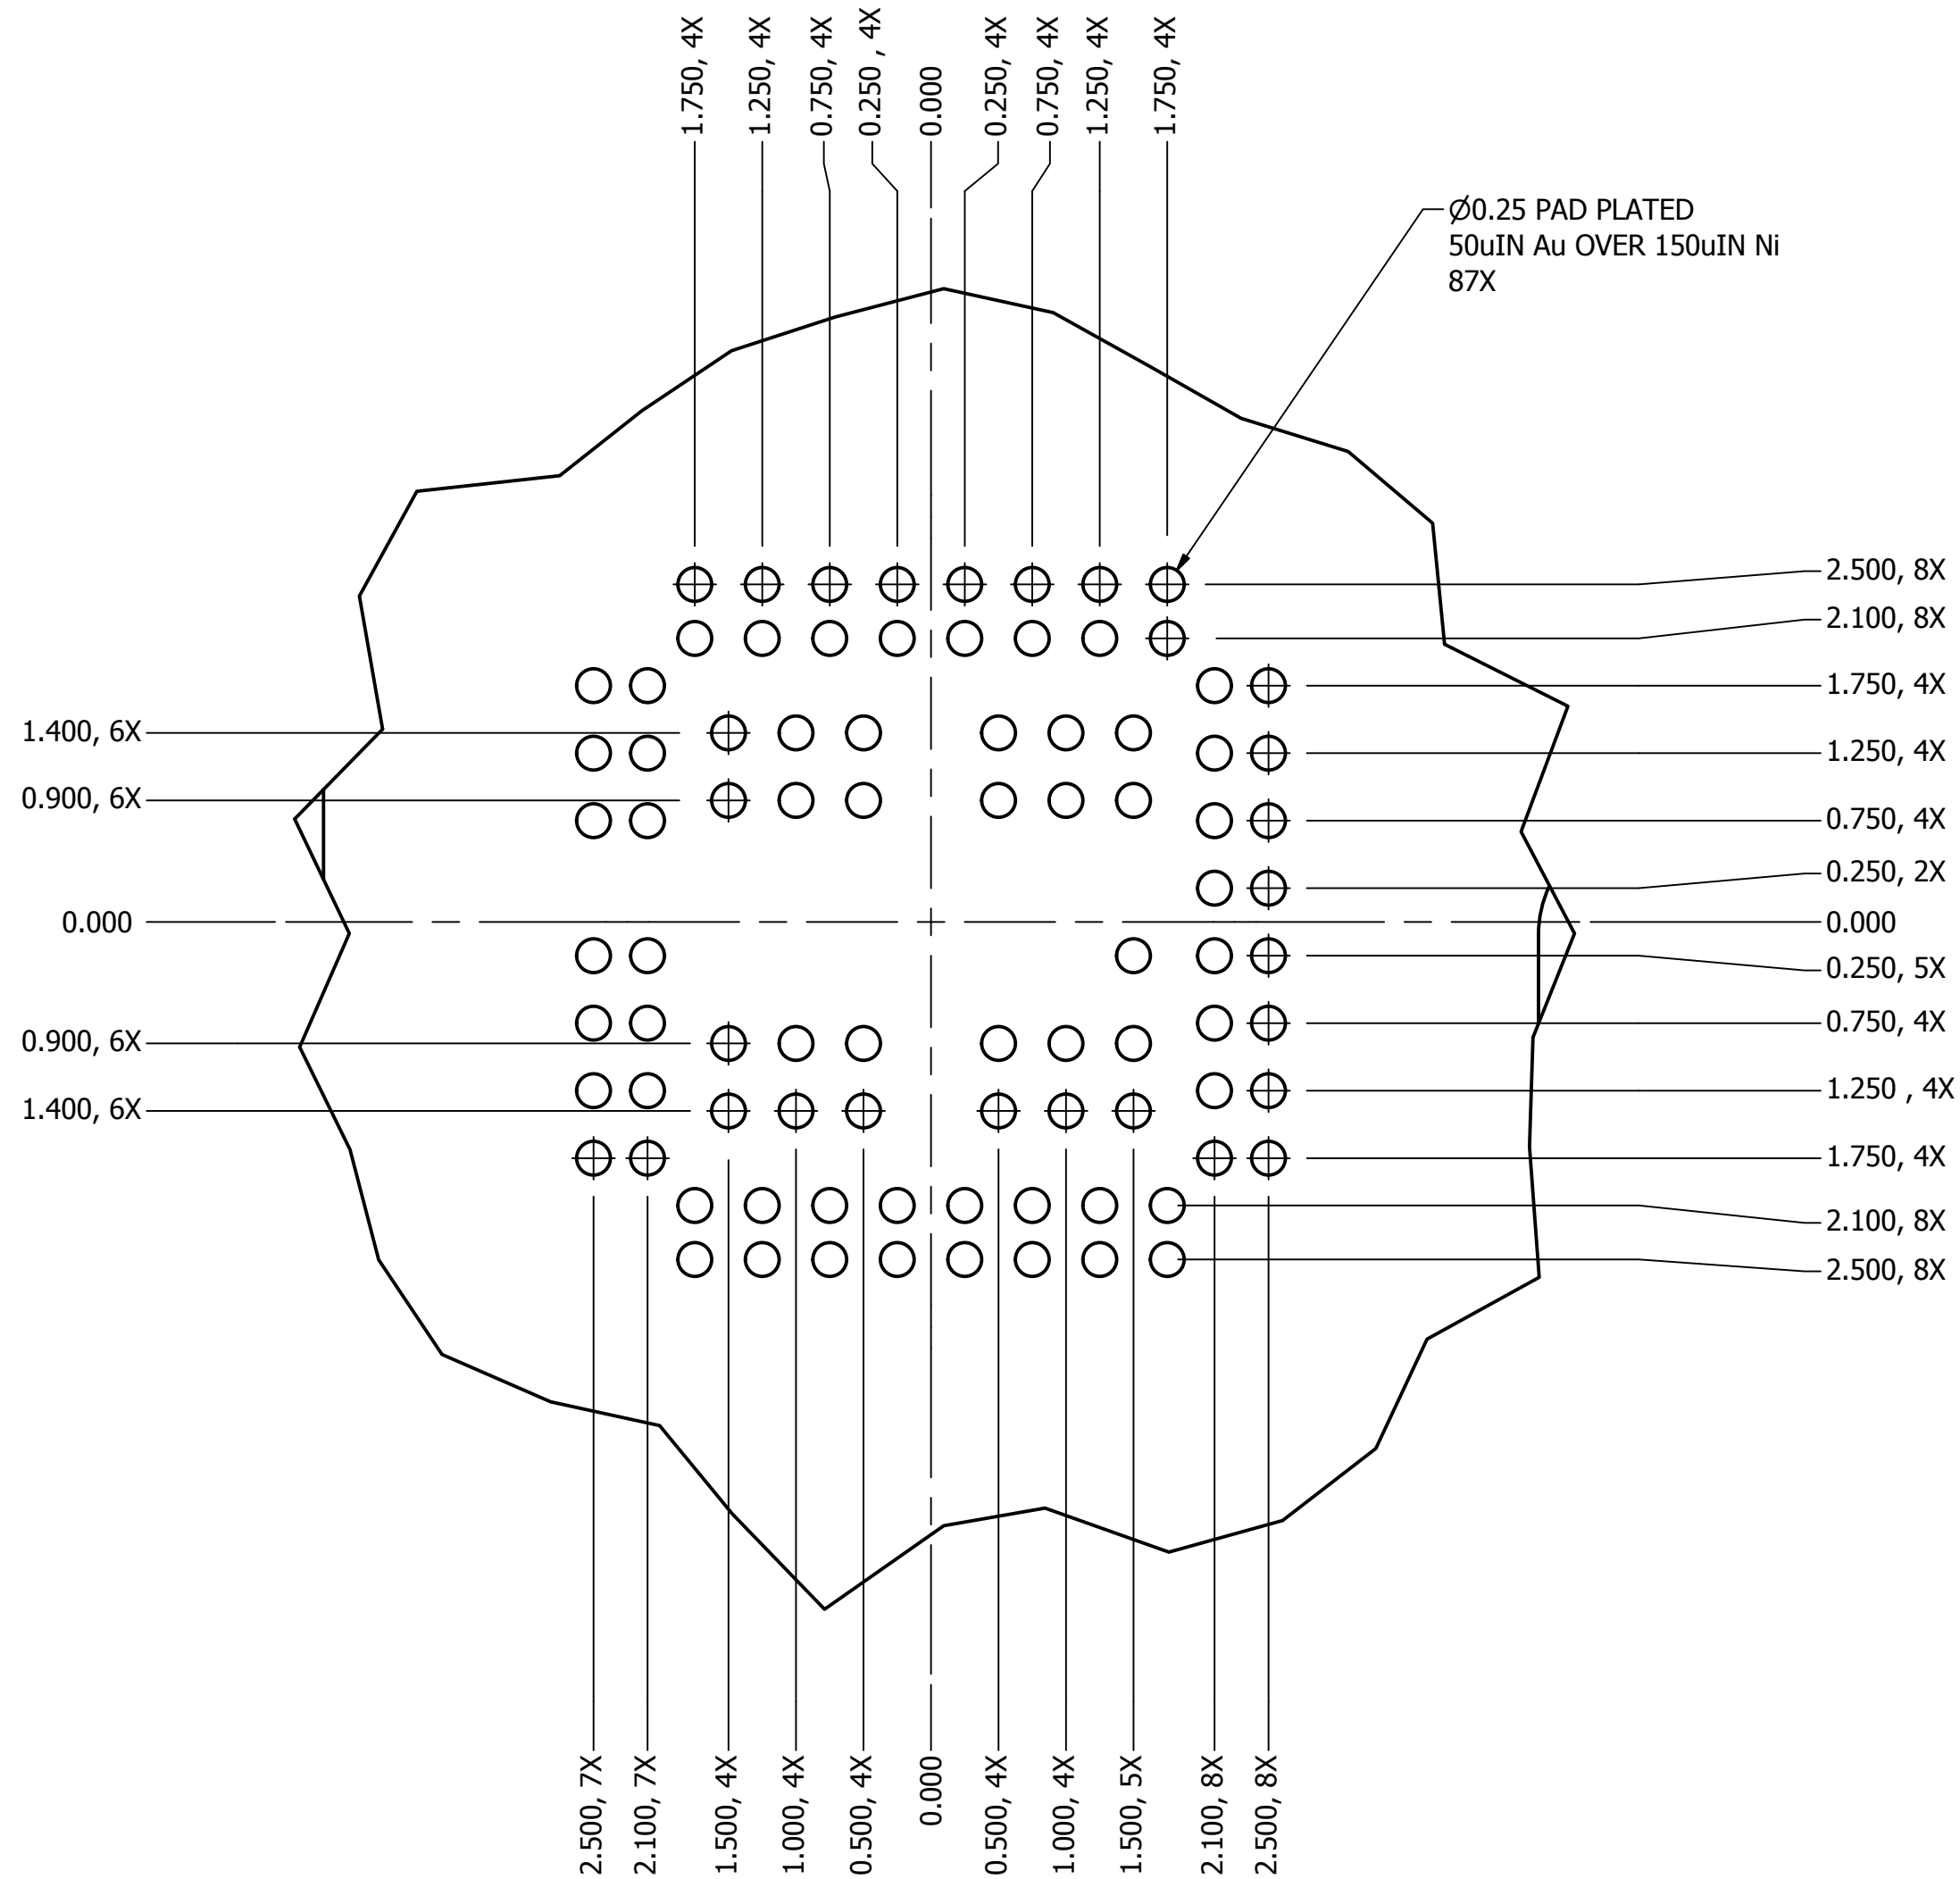 1.750, 4X
1.250, 4X
0.750, 4X
0.250 , 4X
0.000
0.250, 4X
0.750, 4X
1.250, 4X
1.750, 4X
Ø0.25 PAD PLATED
50uIN Au OVER 150uIN Ni
87X
2.500, 8X
2.100, 8X
1.750, 4X
1.250, 4X
0.750, 4X
0.250, 2X
0.000
0.250, 5X
0.750, 4X
1.250 , 4X
1.750, 4X
2.100, 8X
2.500, 8X
1.400, 6X
0.900, 6X
0.000
0.900, 6X
1.400, 6X
2.500, 7X
2.100, 7X
1.500, 4X
1.000, 4X
0.500, 4X
0.000
0.500, 4X
1.000, 4X
1.500, 5X
2.100, 8X
2.500, 8X